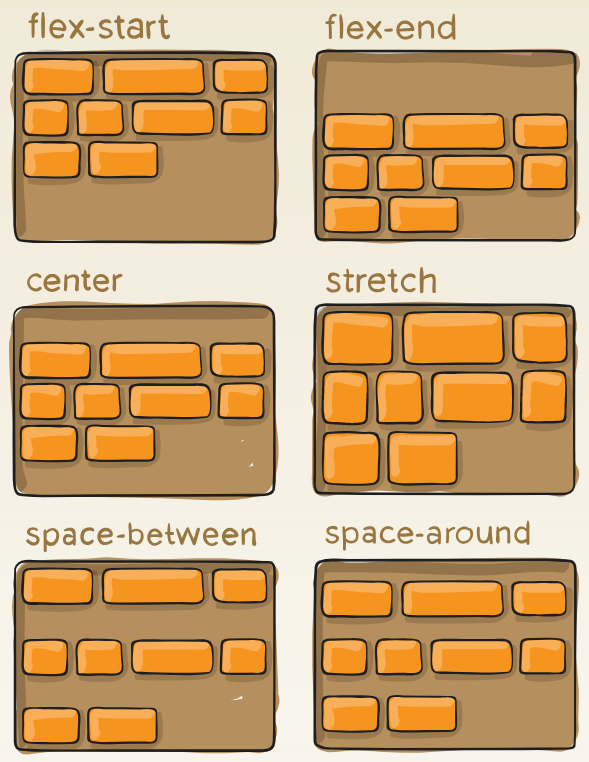 flex-start
flex-end
center
stretch
space-between
space-around